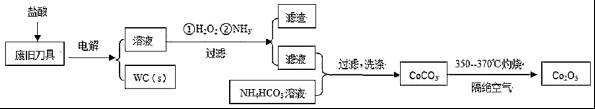 盐酸
废旧刀具
电解
溶液
WC(s)
①H₂O₂ ②NH₃
过滤
滤渣
滤液
NH₄HCO₃溶液
过滤,洗涤
CoCO₃
350--370℃灼烧
隔绝空气
Co₂O₃